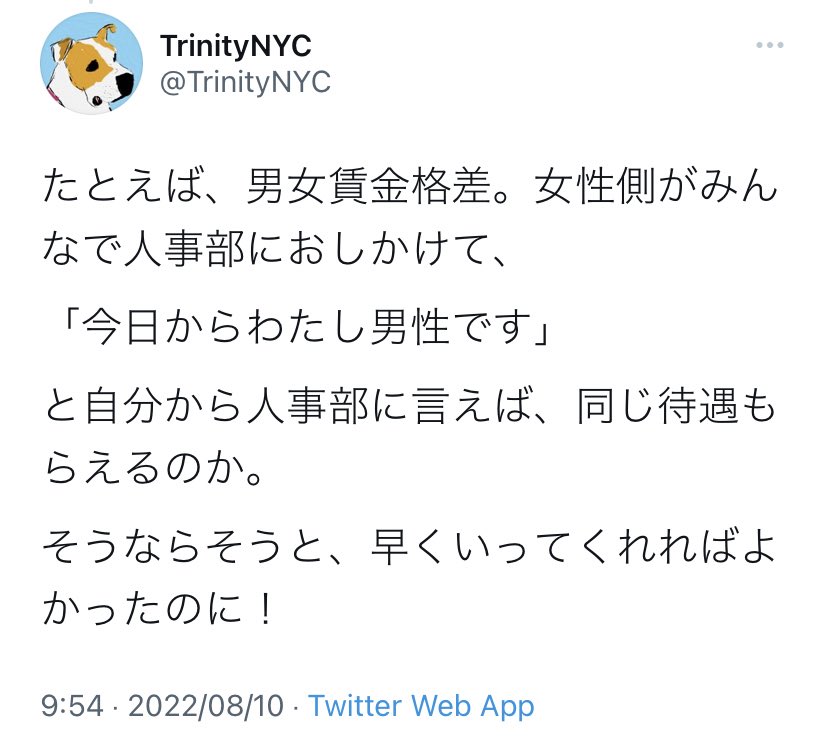 TrinityNYC
@TrinityNYC
たとえば、男女賃金格差。女性側がみん
なで人事部におしかけて、
「今日からわたし男性です」
と自分から人事部に言えば、同じ待遇も
らえるのか。
そうならそうと、早くいってくれればよ
かったのに！
9:54 · 2022/08/10 · Twitter Web App